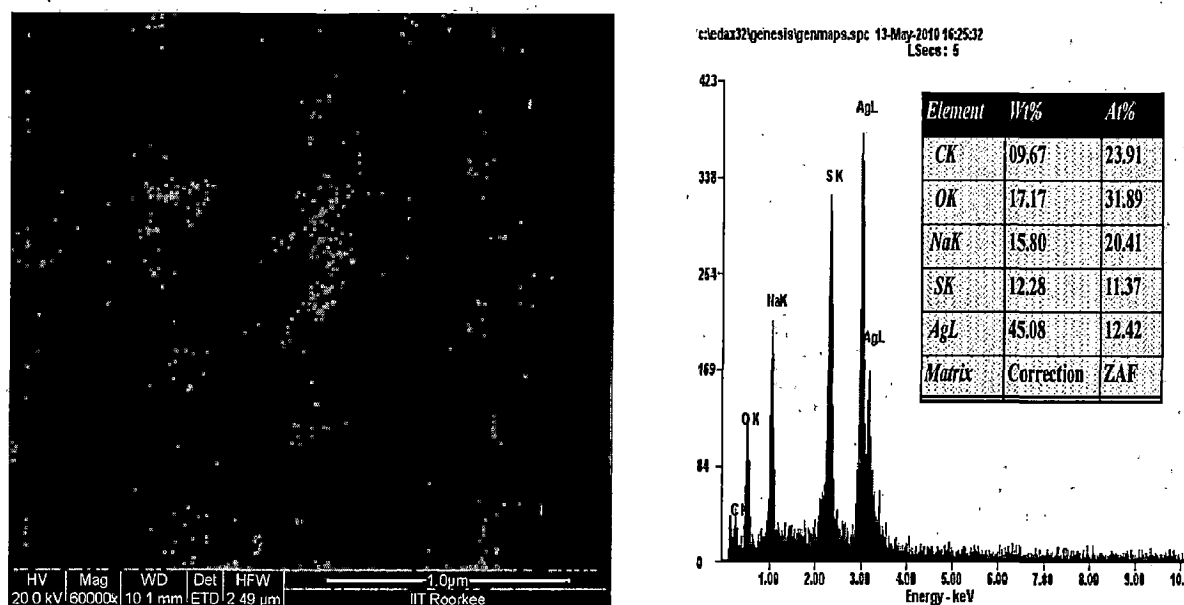 HV Mag WD Det HFW 1.0µm
20.0 kV 60000x 10.1 mm ETD 2.49 µm IIT Roorkee
c:\edax32\genesis\genmaps.spc 13-May-2010 16:25:32
LSecs : 5
423
338
254
169
84
0
AgL
S K
NaK
AgL
O K
1.00 2.00 3.00 4.00 5.00 6.00 7.00 8.00 9.00
Energy - keV
Element Wt% At%
CK 09.67 23.91
OK 17.17 31.89
NaK 15.80 20.41
SK 12.28 11.37
AgL 45.08 12.42
Matrix Correction ZAF